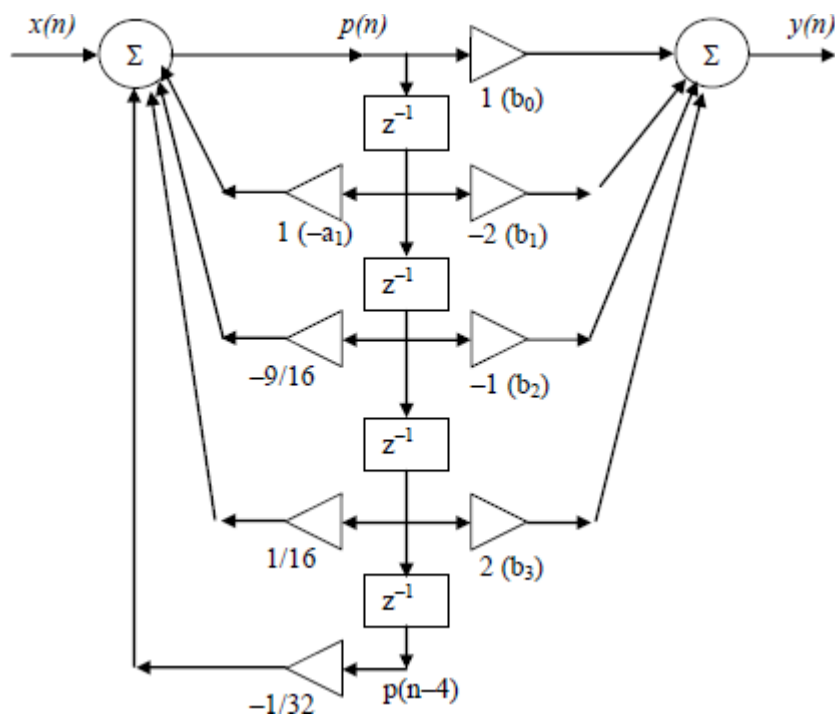 x(n) p(n) y(n)
Σ Σ
1 (b₀)
z⁻¹
1 (–a₁) –2 (b₁)
z⁻¹
–9/16 –1 (b₂)
z⁻¹
1/16 2 (b₃)
z⁻¹
–1/32 p(n–4)